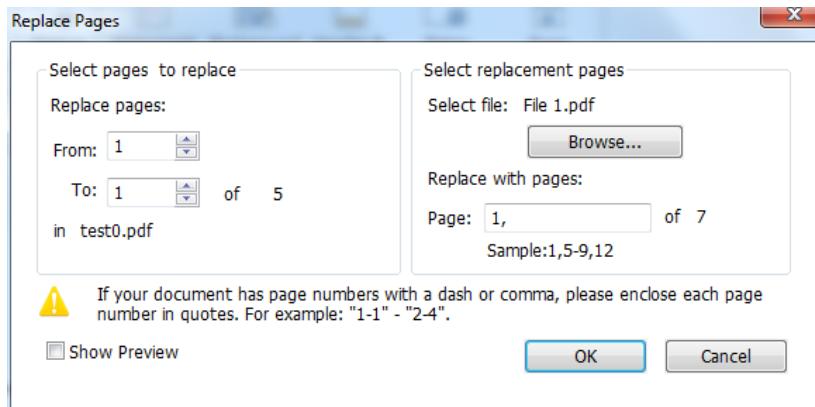 Replace Pages
Select pages to replace
Replace pages:
From: 1
To: 1 of 5
in test0.pdf
Select replacement pages
Select file: File 1.pdf
Browse...
Replace with pages:
Page: 1, of 7
Sample:1,5-9,12
If your document has page numbers with a dash or comma, please enclose each page
number in quotes. For example: "1-1" - "2-4".
Show Preview
OK
Cancel